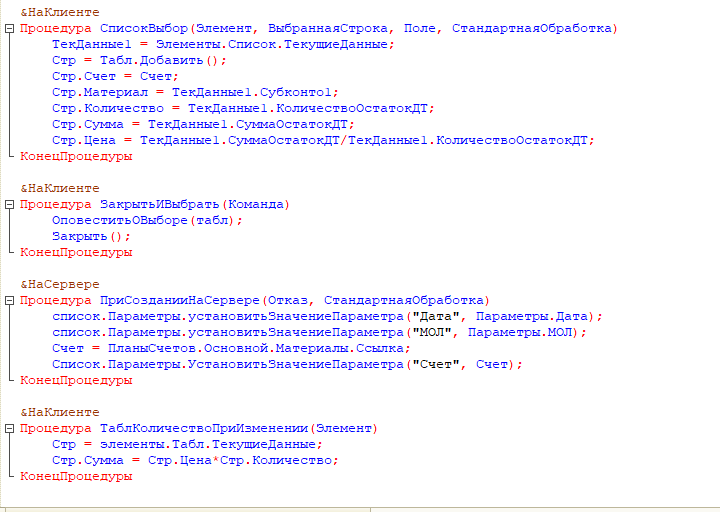 &НаКлиенте
Процедура СписокВыбор(Элемент, ВыбраннаяСтрока, Поле, СтандартнаяОбработка)
ТекДанные1 = Элементы.Список.ТекущиеДанные;
Стр = Табл.Добавить();
Стр.Счет = Счет;
Стр.Материал = ТекДанные1.Субконто1;
Стр.Количество = ТекДанные1.КоличествоОстатокДТ;
Стр.Сумма = ТекДанные1.СуммаОстатокДТ;
Стр.Цена = ТекДанные1.СуммаОстатокДТ/ТекДанные1.КоличествоОстатокДТ;
КонецПроцедуры
&НаКлиенте
Процедура ЗакрытьИВыбрать(Команда)
ОповеститьОВыборе(табл);
Закрыть();
КонецПроцедуры
&НаСервере
Процедура ПриСозданииНаСервере(Отказ, СтандартнаяОбработка)
список.Параметры.установитьЗначениеПараметра("Дата", Параметры.Дата);
список.Параметры.установитьЗначениеПараметра("МОЛ", Параметры.МОЛ);
Счет = ПланыСчетов.Основной.Материалы.Ссылка;
Список.Параметры.УстановитьЗначениеПараметра("Счет", Счет);
КонецПроцедуры
&НаКлиенте
Процедура ТаблКоличествоПриИзменении(Элемент)
Стр = элементы.Табл.ТекущиеДанные;
Стр.Сумма = Стр.Цена*Стр.Количество;
КонецПроцедуры